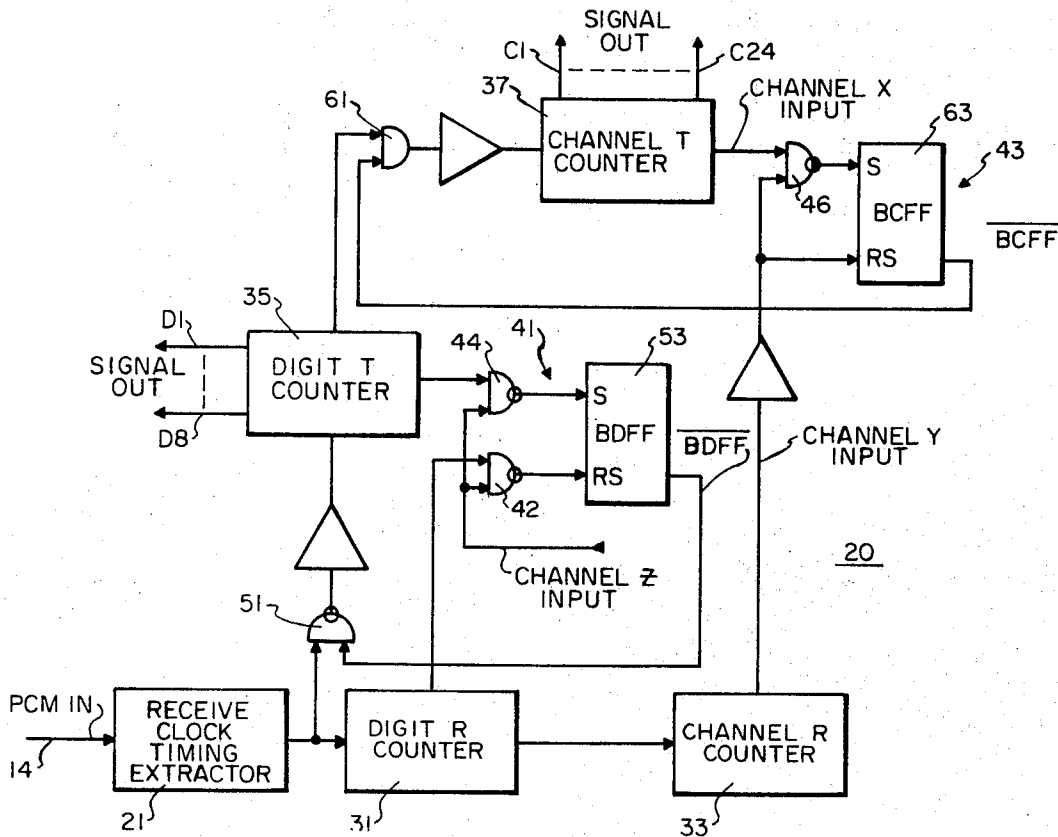 SIGNAL
OUT
C1
C24
37
CHANNEL T
COUNTER
CHANNEL X
INPUT
61
46
63
43
S
BCFF
RS
BCFF
35
D1
SIGNAL
OUT
D8
DIGIT T
COUNTER
44
41
53
S
BDFF
RS
BDFF
42
CHANNEL Z
INPUT
CHANNEL Y
INPUT
20
51
PCM IN
14
RECEIVE
CLOCK
TIMING
EXTRACTOR
21
DIGIT R
COUNTER
31
CHANNEL R
COUNTER
33